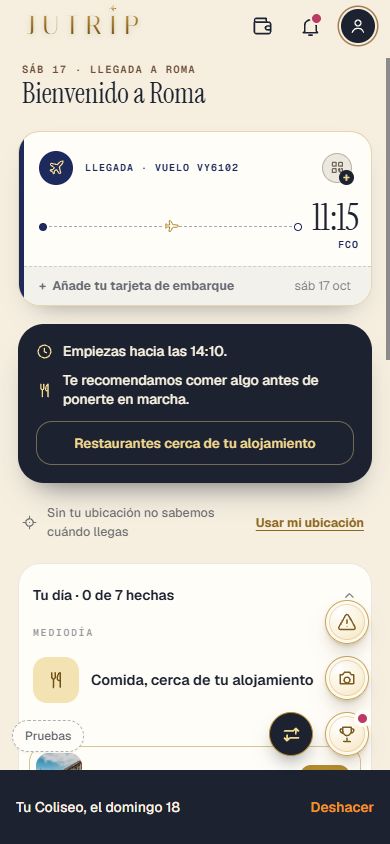 JUTRIP
SÁB 17 · LLEGADA A ROMA
Bienvenido a Roma
LLEGADA · VUELO VY6102
11:15
FCO
+ Añade tu tarjeta de embarque
sáb 17 oct
Empiezas hacia las 14:10.
Te recomendamos comer algo antes de
ponerte en marcha.
Restaurantes cerca de tu alojamiento
Sin tu ubicación no sabemos
cuándo llegas
Usar mi ubicación
Tu día · 0 de 7 hechas
MEDIODÍA
Comida, cerca de tu alojamiento
Pruebas
Tu Coliseo, el domingo 18
Deshacer